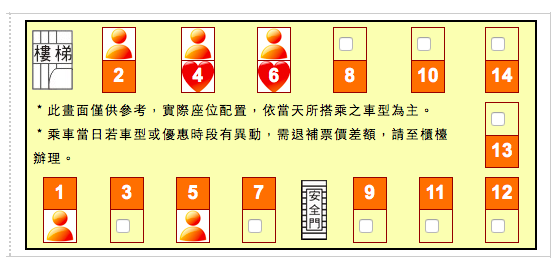 樓梯
2
4
6
8
10
14
* 此畫面僅供參考，實際座位配置，依當天所搭乘之車型為主。
* 乘車當日若車型或優惠時段有異動，需退補票價差額，請至櫃檯
辦理。
13
1
3
5
7
安全門
9
11
12